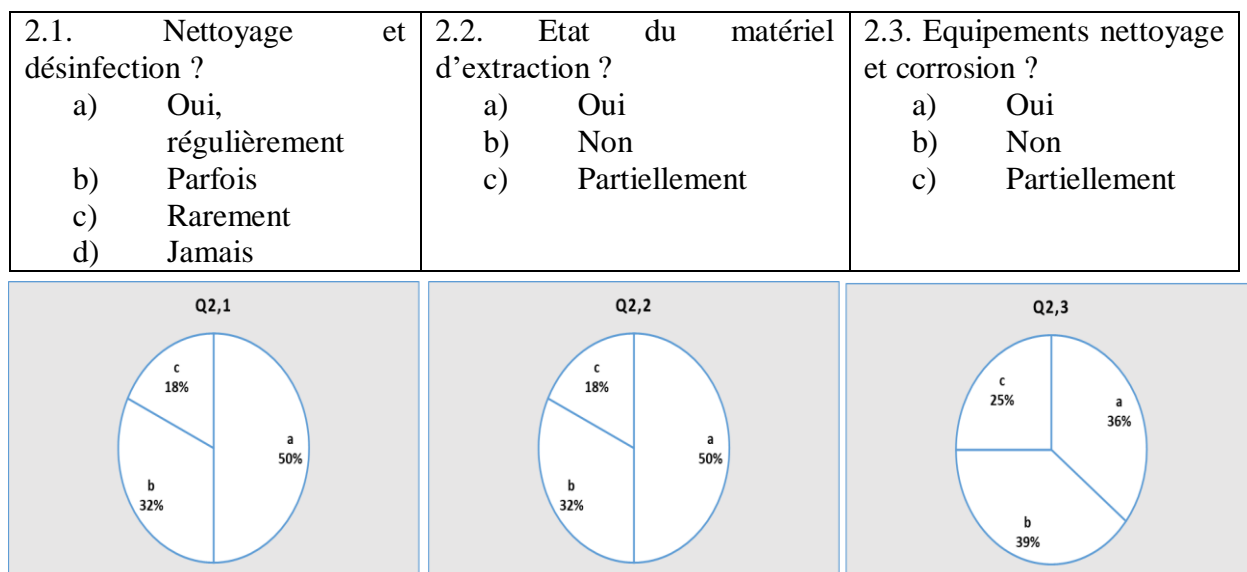 2.1. Nettoyage et
désinfection ?
a) Oui,
régulièrement
b) Parfois
c) Rarement
d) Jamais
2.2. Etat du matériel
d’extraction ?
a) Oui
b) Non
c) Partiellement
2.3. Equipements nettoyage
et corrosion ?
a) Oui
b) Non
c) Partiellement
Q2,1
c
18%
a
50%
b
32%
Q2,2
c
18%
a
50%
b
32%
Q2,3
c
25%
a
36%
b
39%